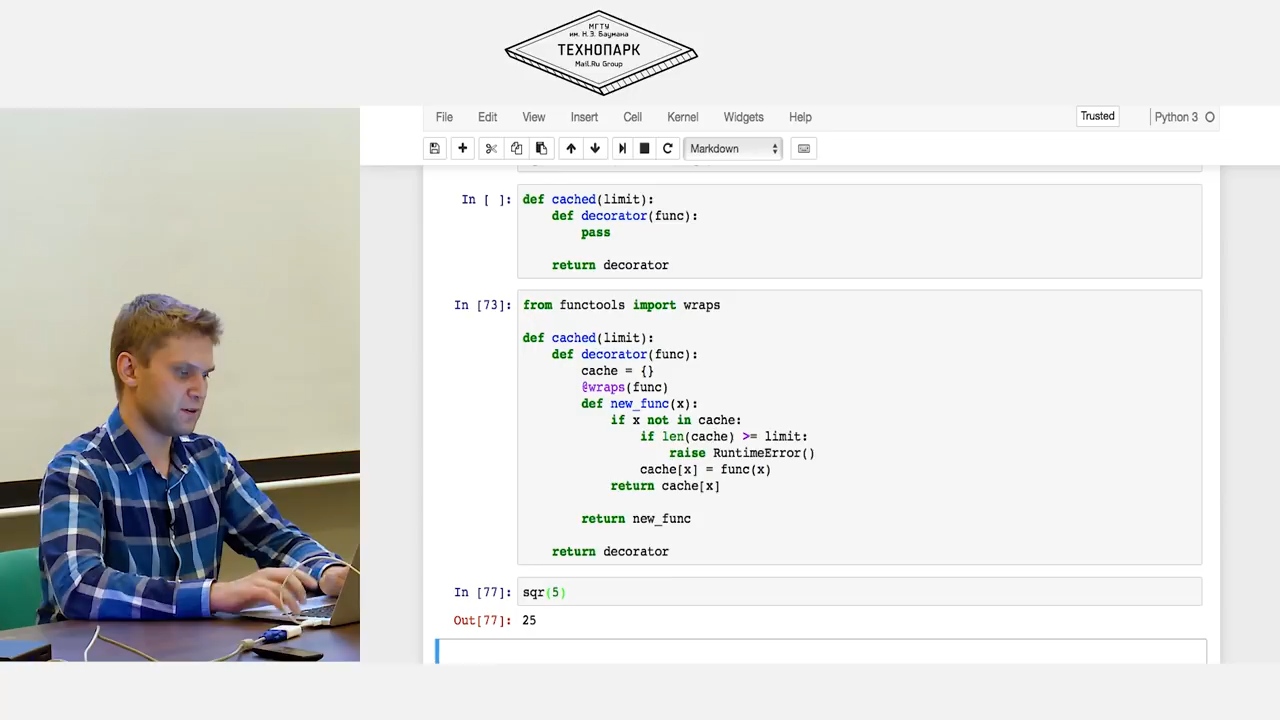 МГТУ
им. Н.Э. Баумана
ТЕХНОПАРК
Mail.Ru Group
File Edit View Insert Cell Kernel Widgets Help Trusted Python 3
Markdown
In [ ]:
def cached(limit):
    def decorator(func):
        pass
    return decorator
In [73]:
from functools import wraps
def cached(limit):
    def decorator(func):
        cache = {}
        @wraps(func)
        def new_func(x):
            if x not in cache:
                if len(cache) >= limit:
                    raise RuntimeError()
                cache[x] = func(x)
            return cache[x]
        return new_func
    return decorator
In [77]: sqr(5)
Out[77]: 25